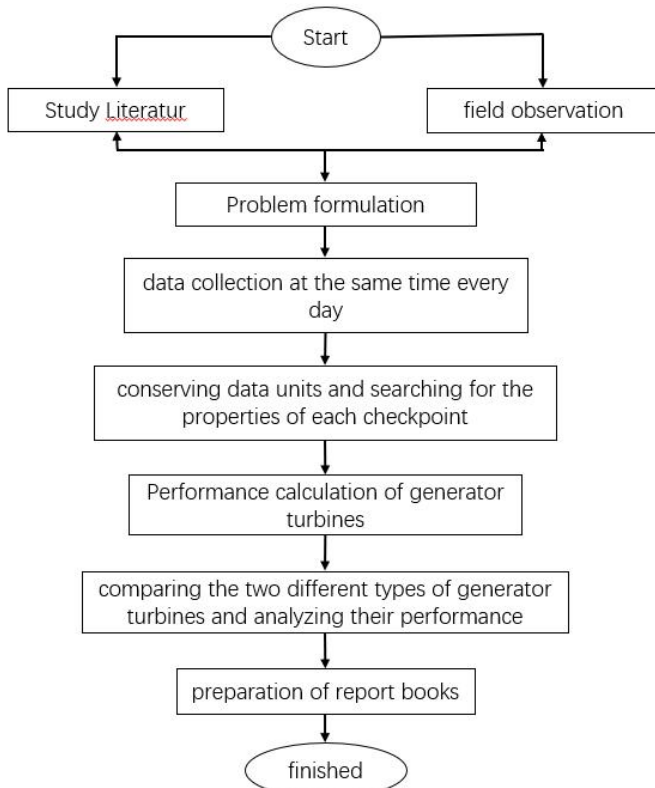 Start
Study Literatur
field observation
Problem formulation
data collection at the same time every
day
conserving data units and searching for the
properties of each checkpoint
Performance calculation of generator
turbines
comparing the two different types of generator
turbines and analyzing their performance
preparation of report books
finished